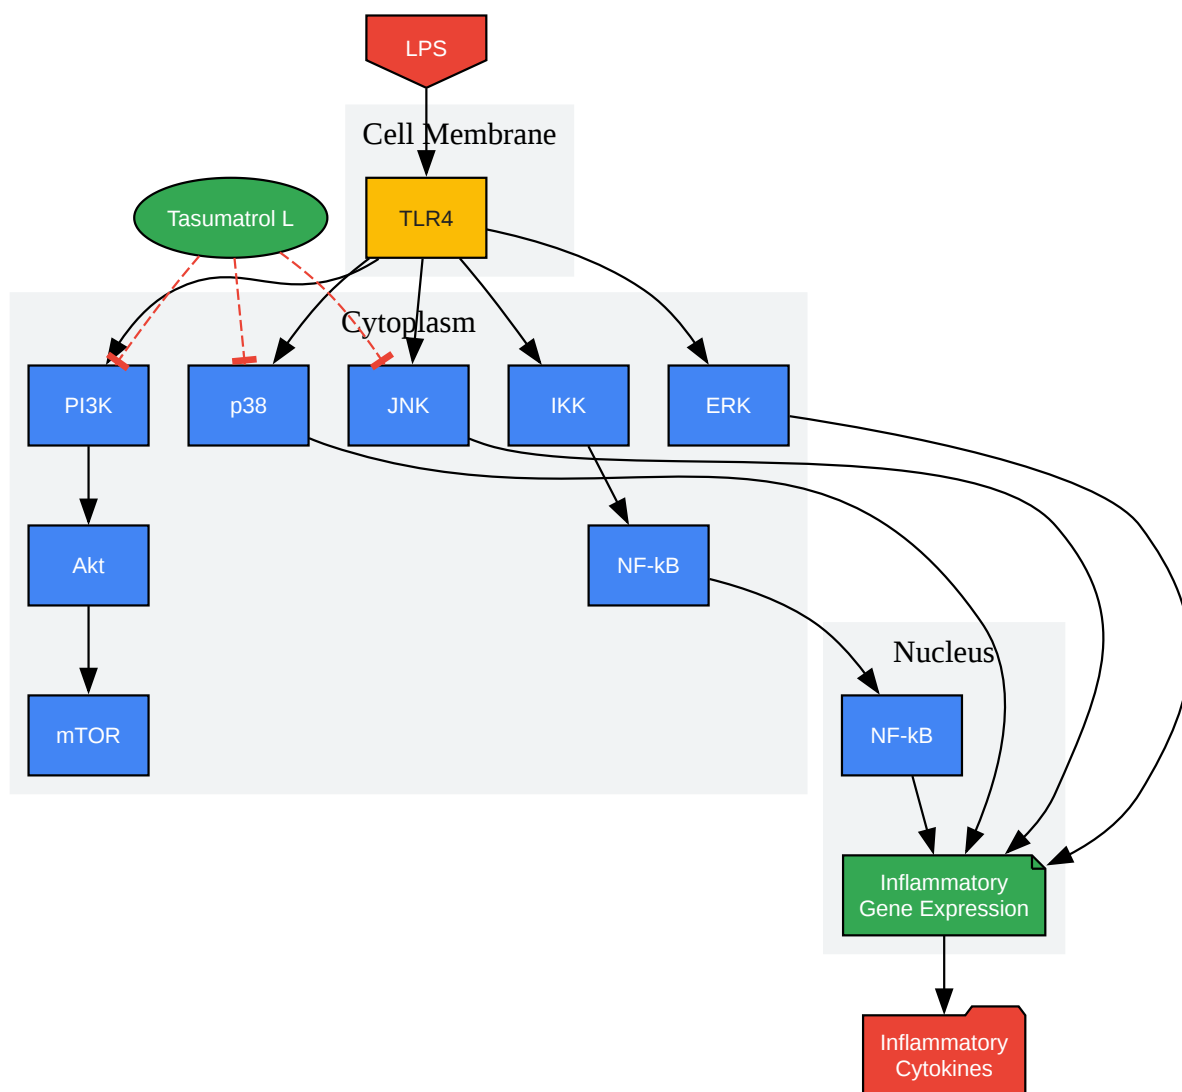 LPS
Cell Membrane
Tasumatrol L
TLR4
Cytoplasm
PI3K
p38
JNK
IKK
ERK
Akt
NF-kB
Nucleus
mTOR
NF-kB
Inflammatory
Gene Expression
Inflammatory
Cytokines